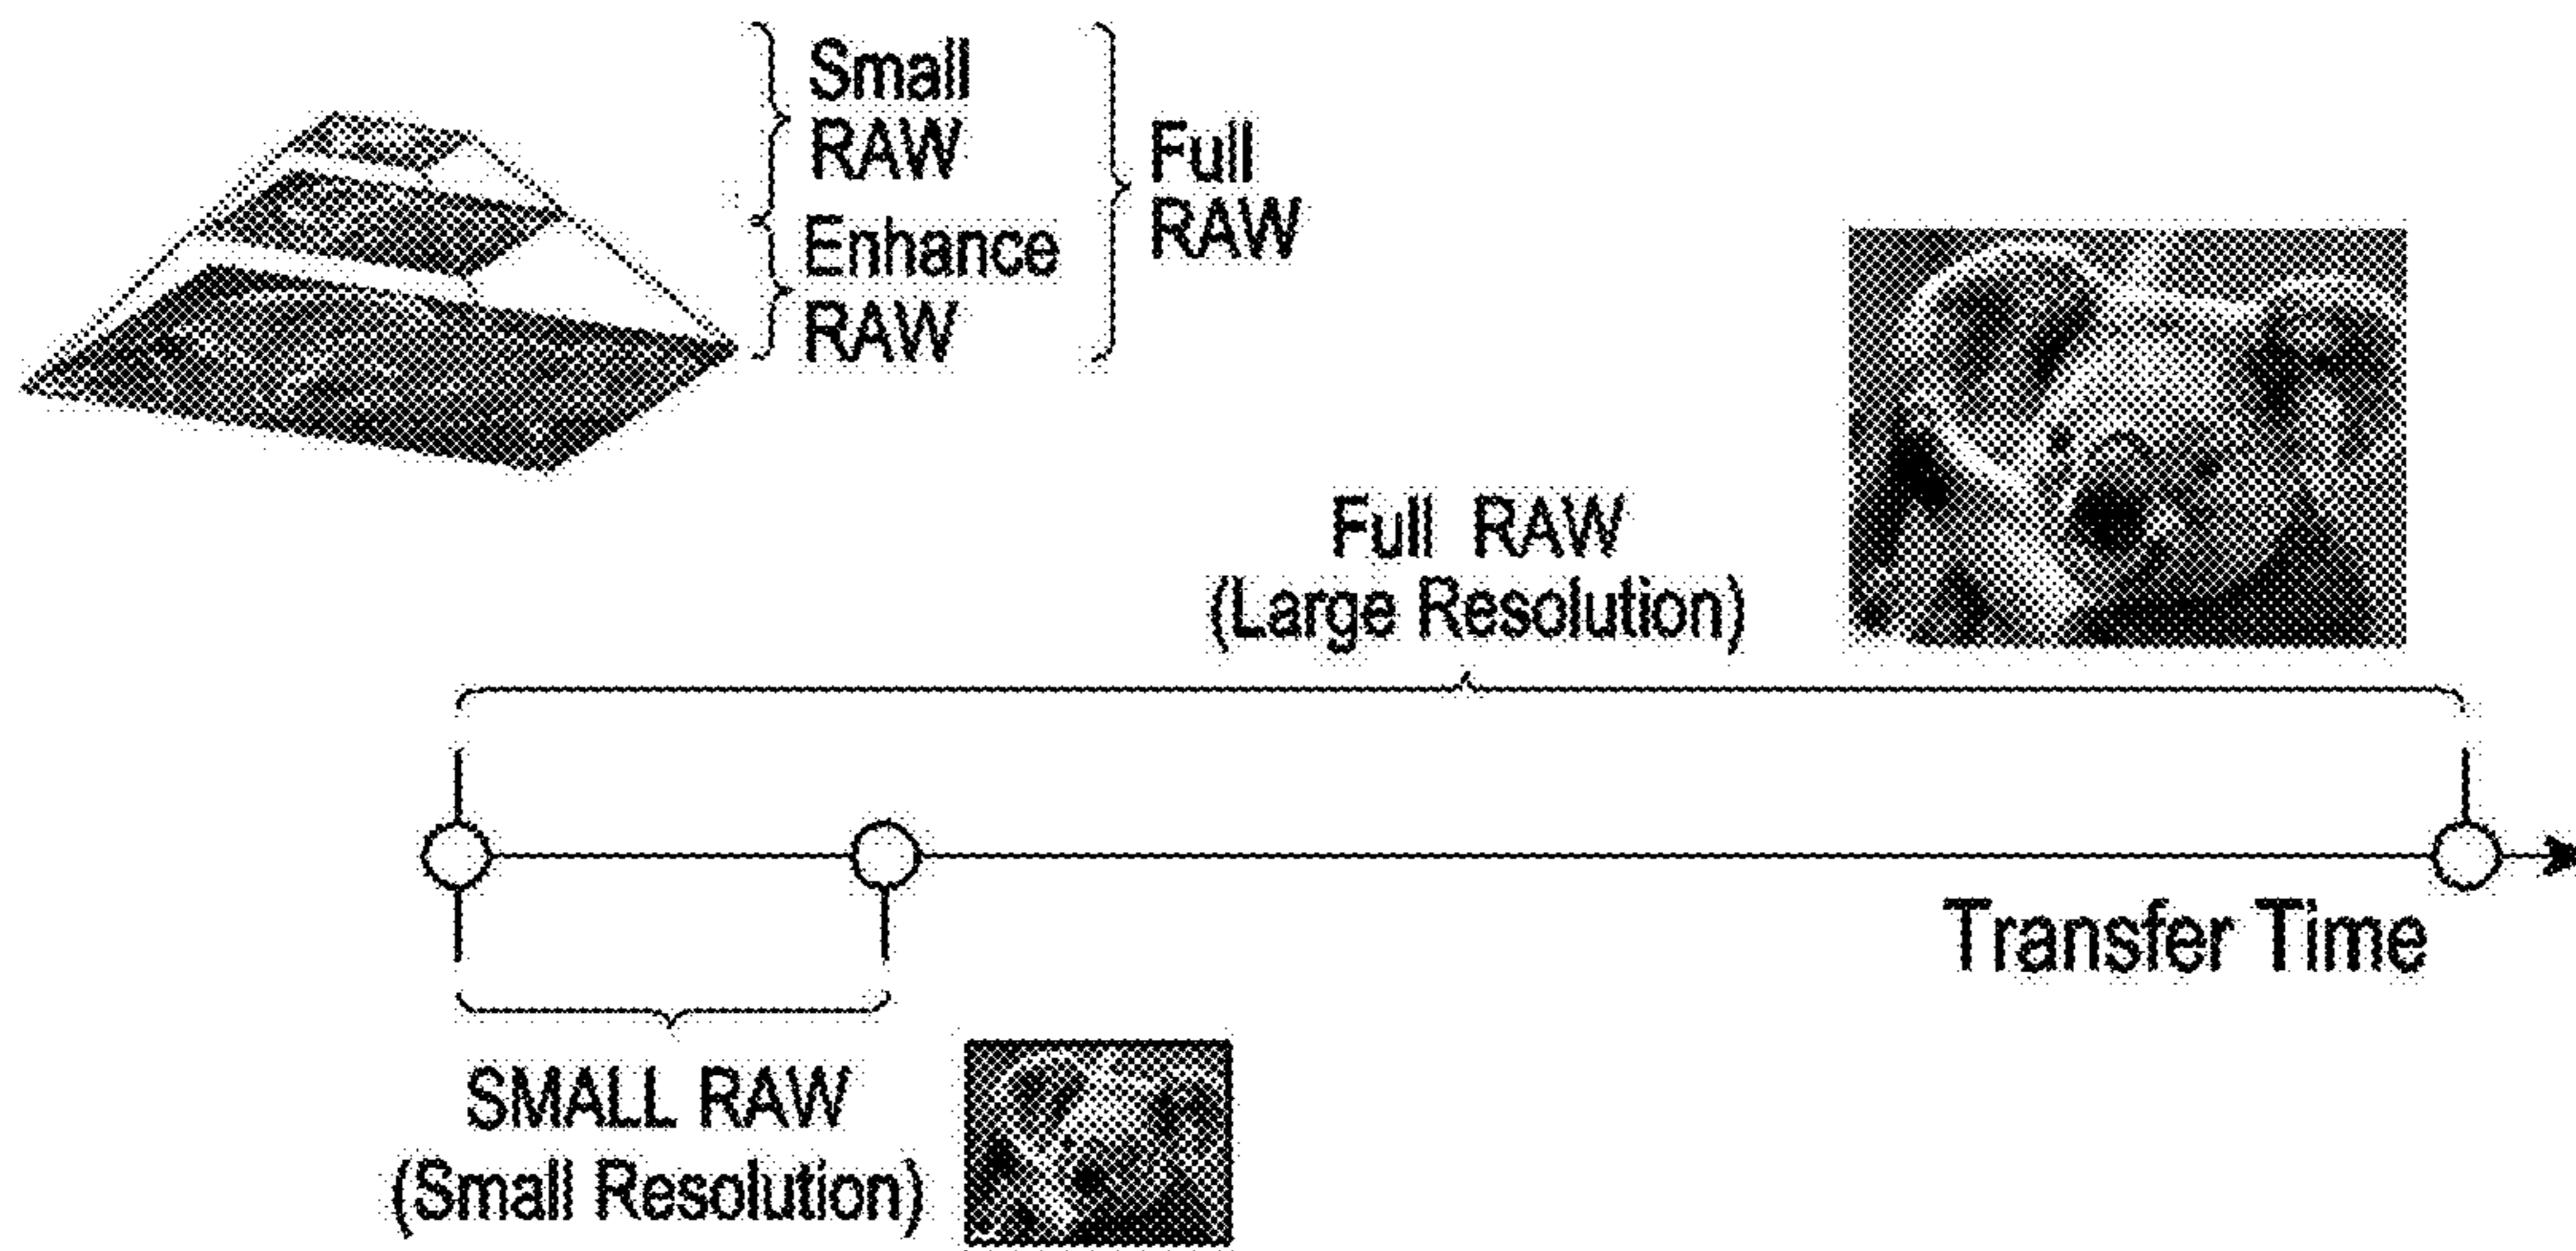 Small
RAW
Enhance
RAW
Full
RAW
Full RAW
(Large Resolution)
Transfer Time
SMALL RAW
(Small Resolution)